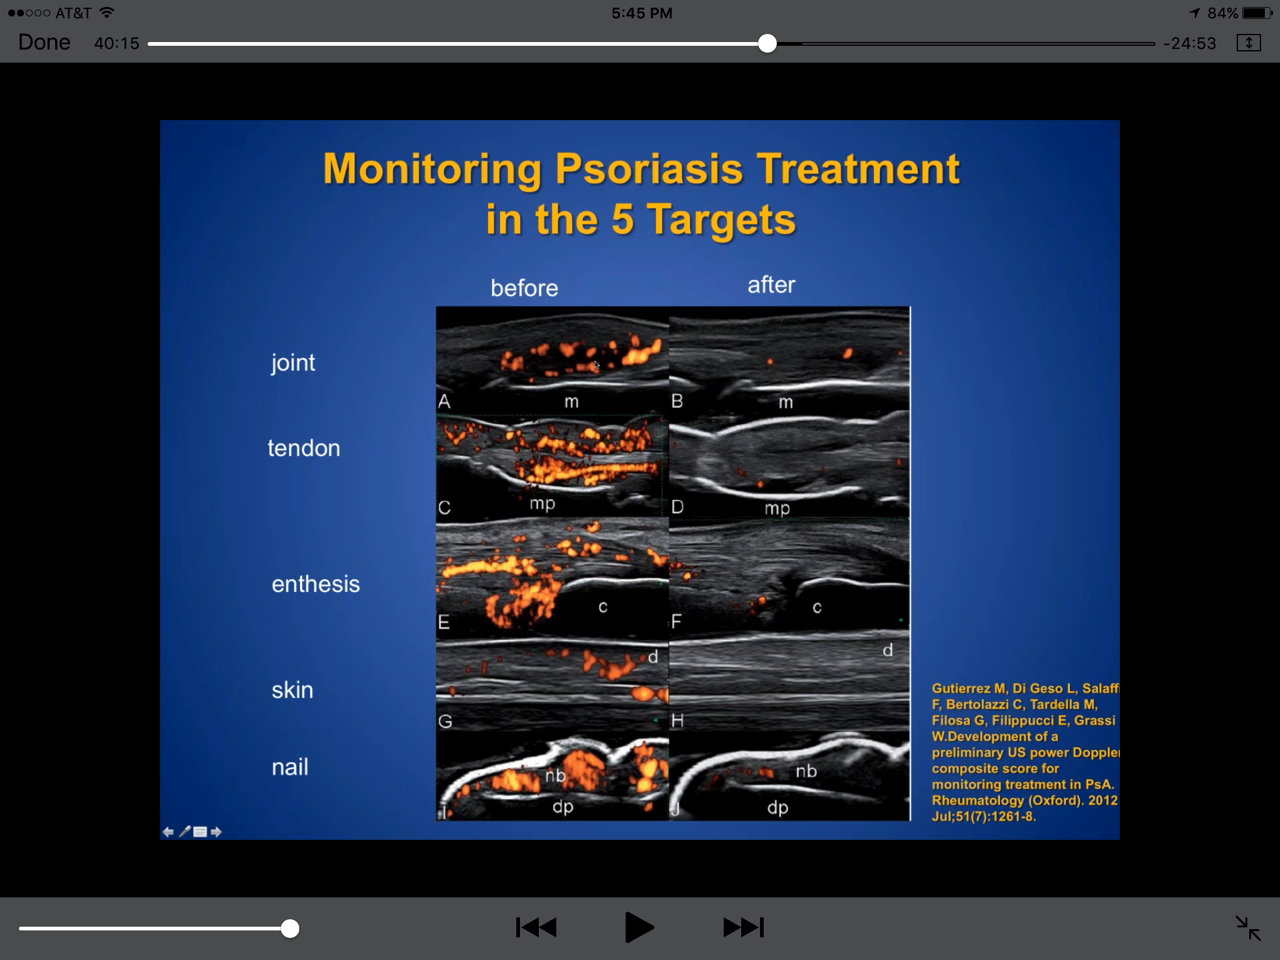 AT&T
5:45 PM
84%
Done
40:15
-24:53
Monitoring Psoriasis Treatment
in the 5 Targets
before
after
joint
A
m
B
m
tendon
C
mp
D
mp
enthesis
E
c
F
c
skin
G
d
H
d
nail
I
nb
dp
J
nb
dp
Gutierrez M, Di Geso L, Salaffi
F, Bertolazzi C, Tardella M,
Filosa G, Filippucci E, Grassi
W.Development of a
preliminary US power Doppler
composite score for
monitoring treatment in PsA.
Rheumatology (Oxford). 2012
Jul;51(7):1261-8.